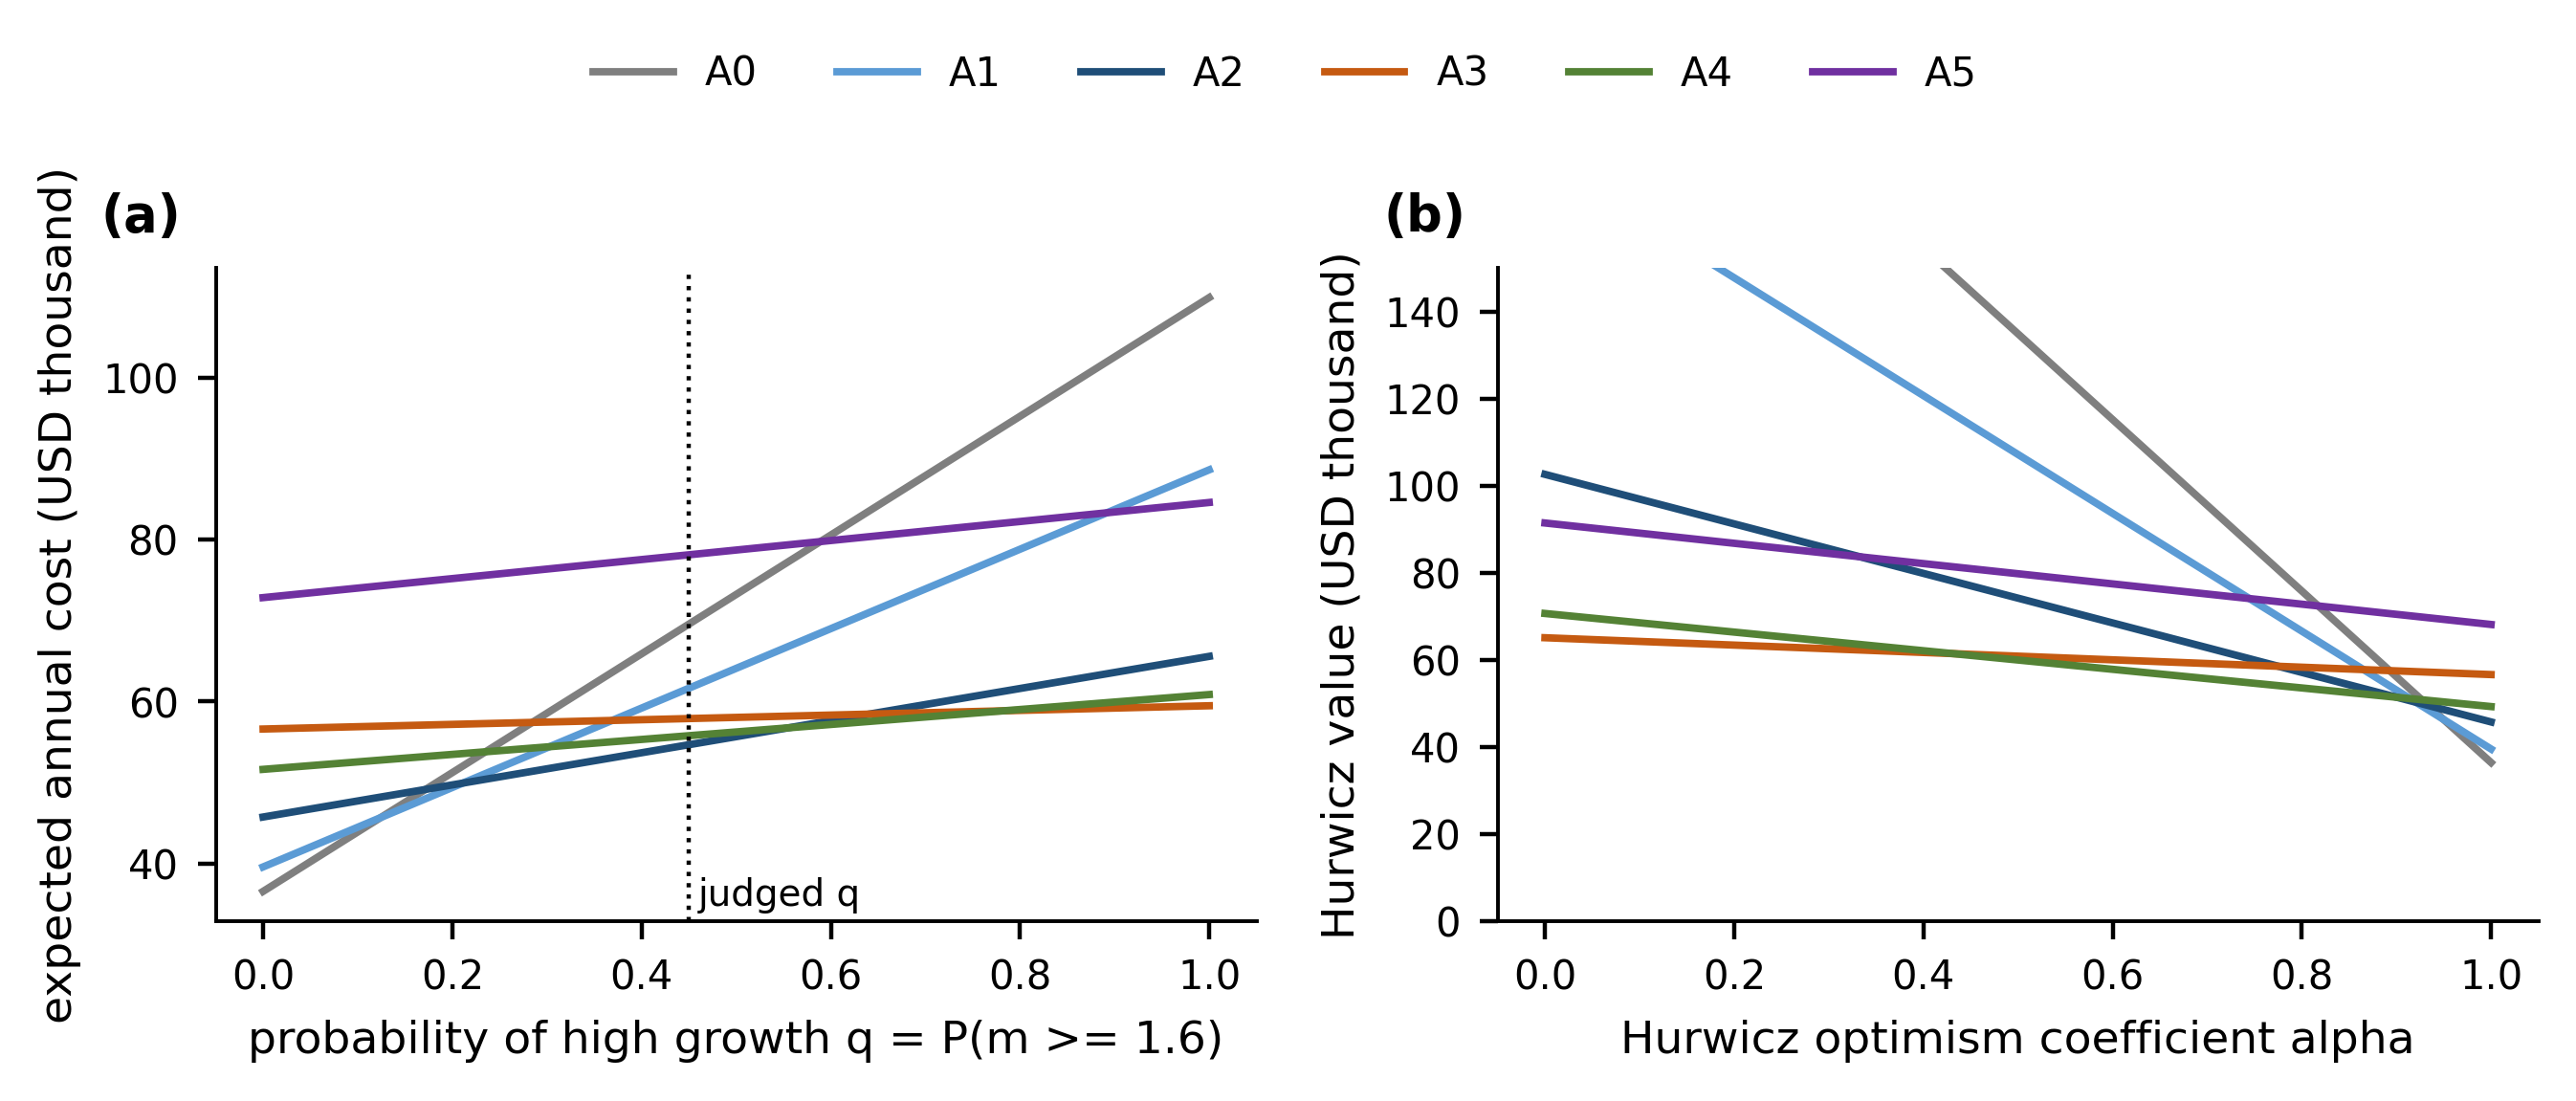 A0 A1 A2 A3 A4 A5
(a)
expected annual cost (USD thousand)
100
80
60
40
judged q
0.0 0.2 0.4 0.6 0.8 1.0
probability of high growth q = P(m >= 1.6)
(b)
Hurwicz value (USD thousand)
140
120
100
80
60
40
20
0
0.0 0.2 0.4 0.6 0.8 1.0
Hurwicz optimism coefficient alpha